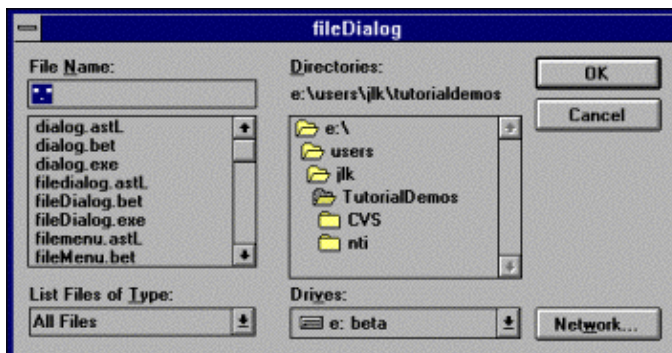 fileDialog
File Name:
*.*
dialog.astL
dialog.bet
dialog.exe
filedialog.astL
fileDialog.bet
fileDialog.exe
filemenu.astL
fileMenu.bet
List Files of Type:
All Files
Directories:
e:\users\jlk\tutorialdemos
e:\
users
jlk
TutorialDemos
CVS
nti
Drives:
e: beta
OK
Cancel
Network...